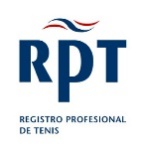 RPT
REGISTRO PROFESIONAL
DE TENIS